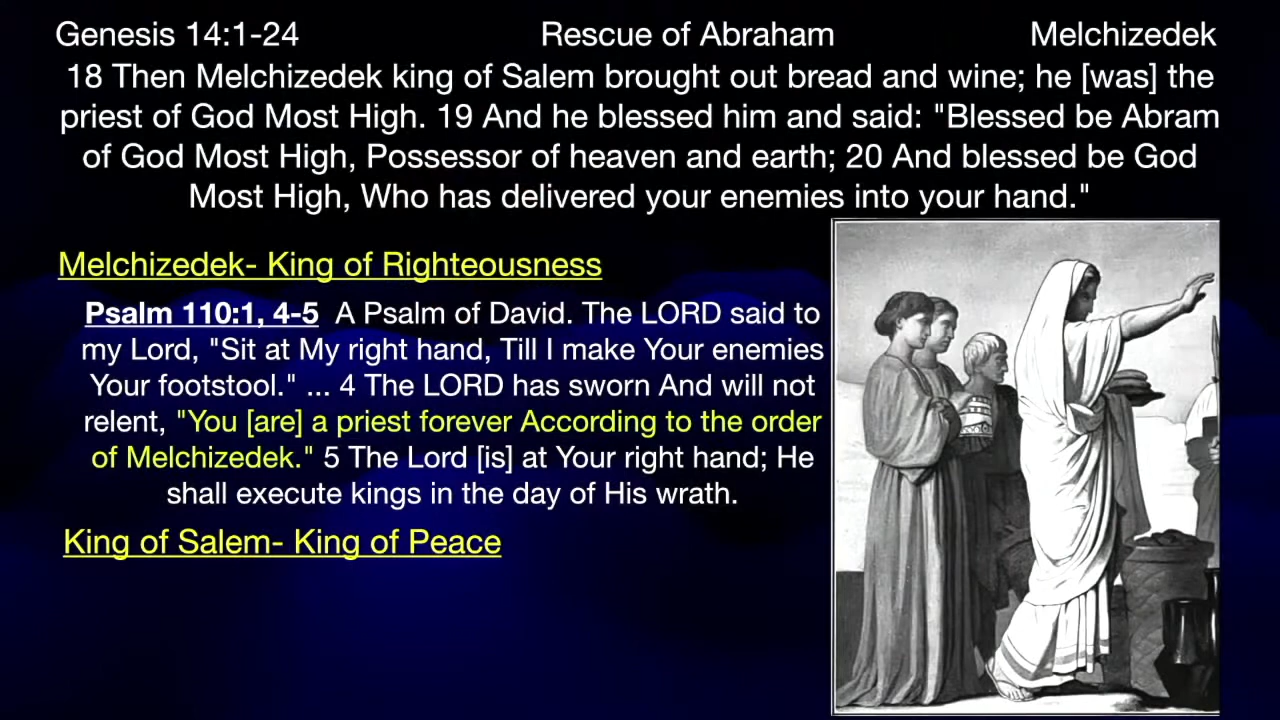 Genesis 14:1-24 Rescue of Abraham Melchizedek
18 Then Melchizedek king of Salem brought out bread and wine; he [was] the
priest of God Most High. 19 And he blessed him and said: "Blessed be Abram
of God Most High, Possessor of heaven and earth; 20 And blessed be God
Most High, Who has delivered your enemies into your hand."
Melchizedek- King of Righteousness
Psalm 110:1, 4-5 A Psalm of David. The LORD said to
my Lord, "Sit at My right hand, Till I make Your enemies
Your footstool." ... 4 The LORD has sworn And will not
relent, "You [are] a priest forever According to the order
of Melchizedek." 5 The Lord [is] at Your right hand; He
shall execute kings in the day of His wrath.
King of Salem- King of Peace